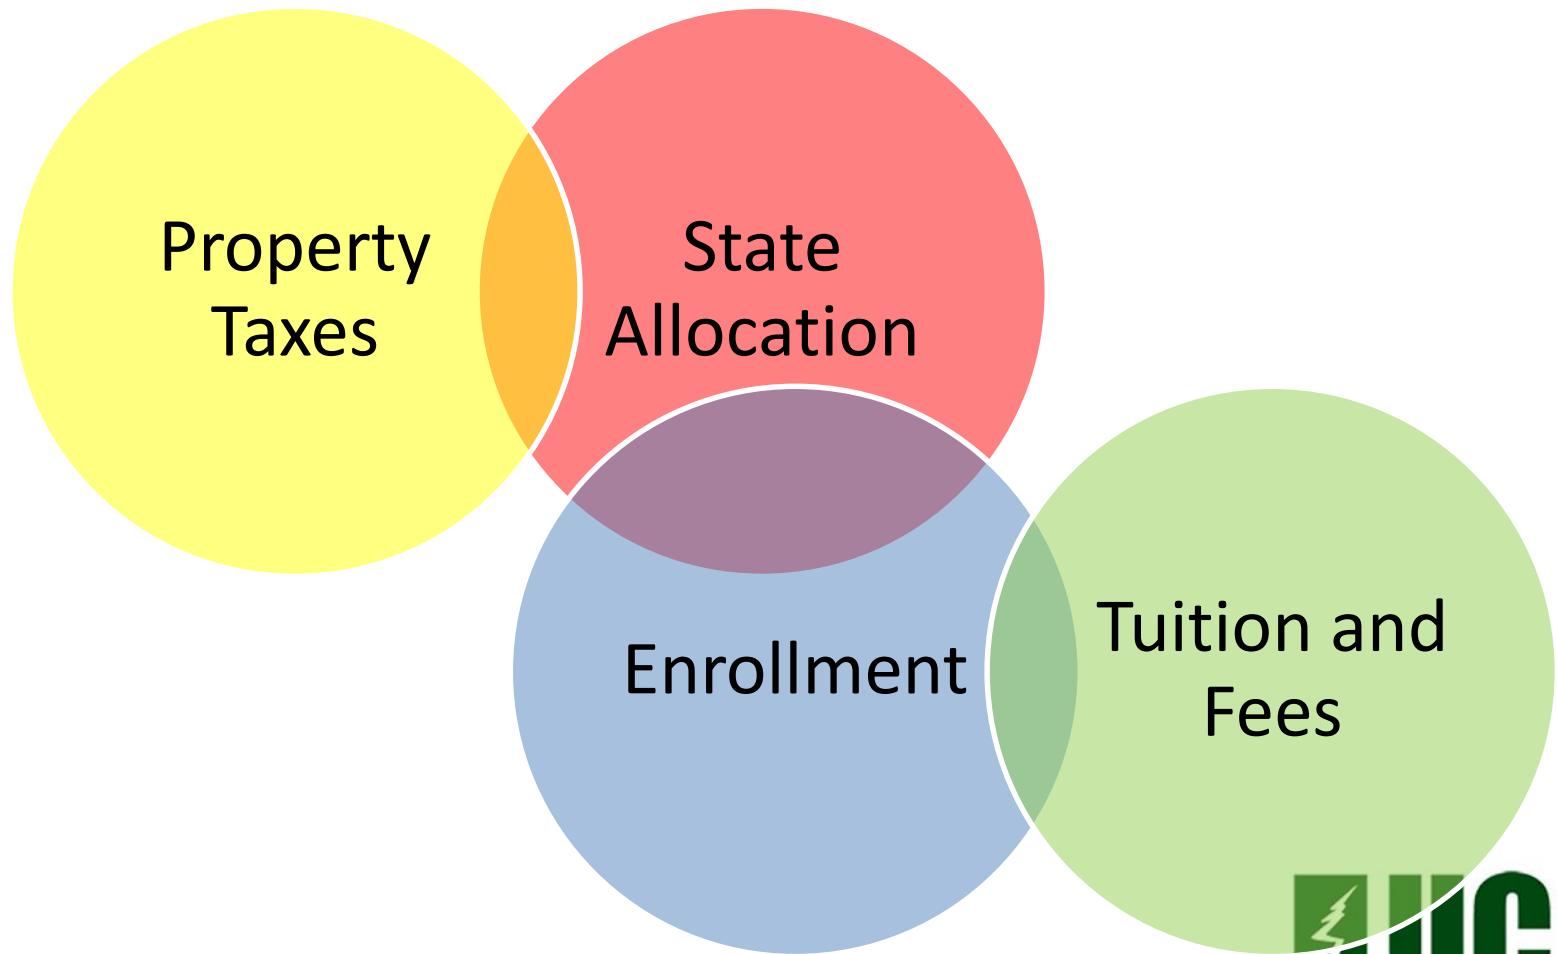 Property
Taxes
State
Allocation
Enrollment
Tuition and
Fees